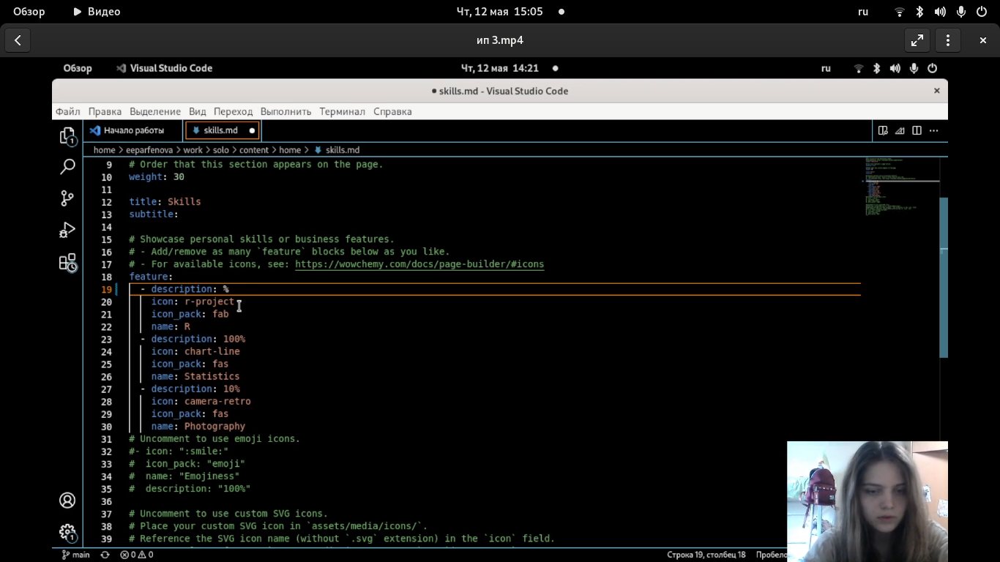 Обзор Видео Чт, 12 мая 15:05 ru
ип 3.mp4
Обзор Visual Studio Code Чт, 12 мая 14:21 ru
● skills.md - Visual Studio Code
Файл Правка Выделение Вид Переход Выполнить Терминал Справка
Начало работы skills.md
home > eeparfenova > work > solo > content > home > skills.md
9 # Order that this section appears on the page.
10 weight: 30
11
12 title: Skills
13 subtitle:
14
15 # Showcase personal skills or business features.
16 # - Add/remove as many `feature` blocks below as you like.
17 # - For available icons, see: https://wowchemy.com/docs/page-builder/#icons
18 feature:
19 - description: %
20 icon: r-project
21 icon_pack: fab
22 name: R
23 - description: 100%
24 icon: chart-line
25 icon_pack: fas
26 name: Statistics
27 - description: 10%
28 icon: camera-retro
29 icon_pack: fas
30 name: Photography
31 # Uncomment to use emoji icons.
32 #- icon: ":smile:"
33 #  icon_pack: "emoji"
34 #  name: "Emojiness"
35 #  description: "100%"
36
37 # Uncomment to use custom SVG icons.
38 # Place your custom SVG icon in `assets/media/icons/`.
39 # Reference the SVG icon name (without `.svg` extension) in the `icon` field.
main 0 0 Строка 19, столбец 18 Пробело